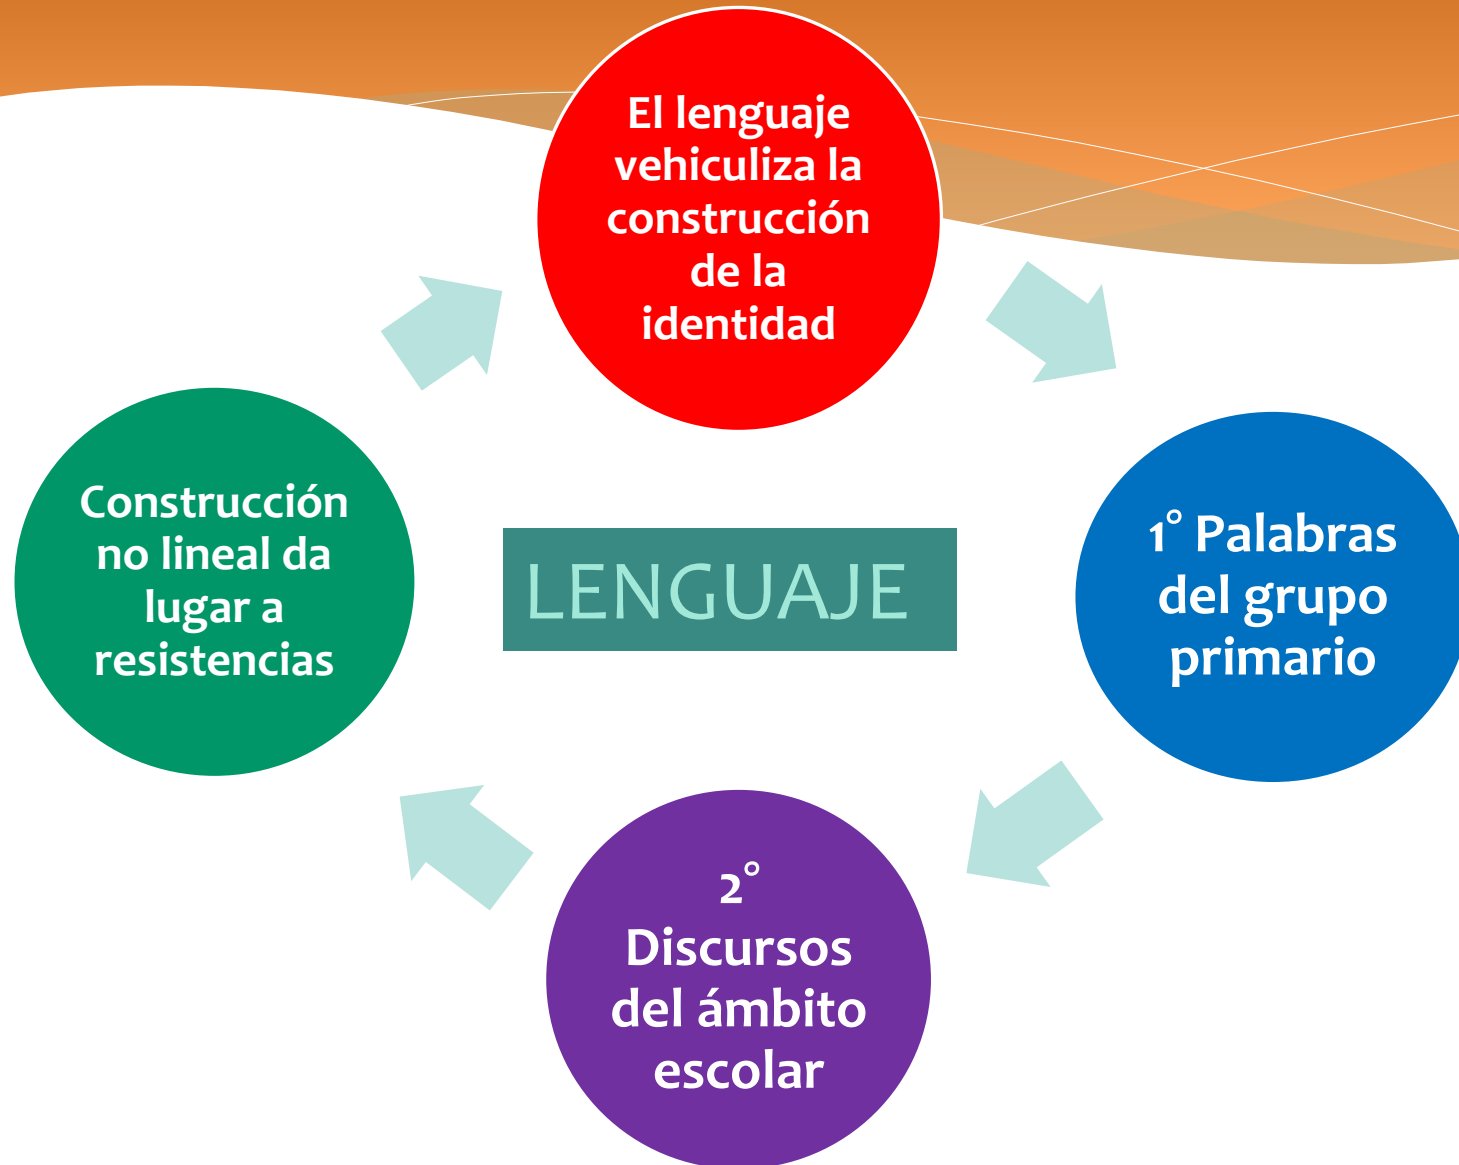 El lenguaje
vehiculiza la
construcción
de la
identidad
1° Palabras
del grupo
primario
2°
Discursos
del ámbito
escolar
Construcción
no lineal da
lugar a
resistencias
LENGUAJE